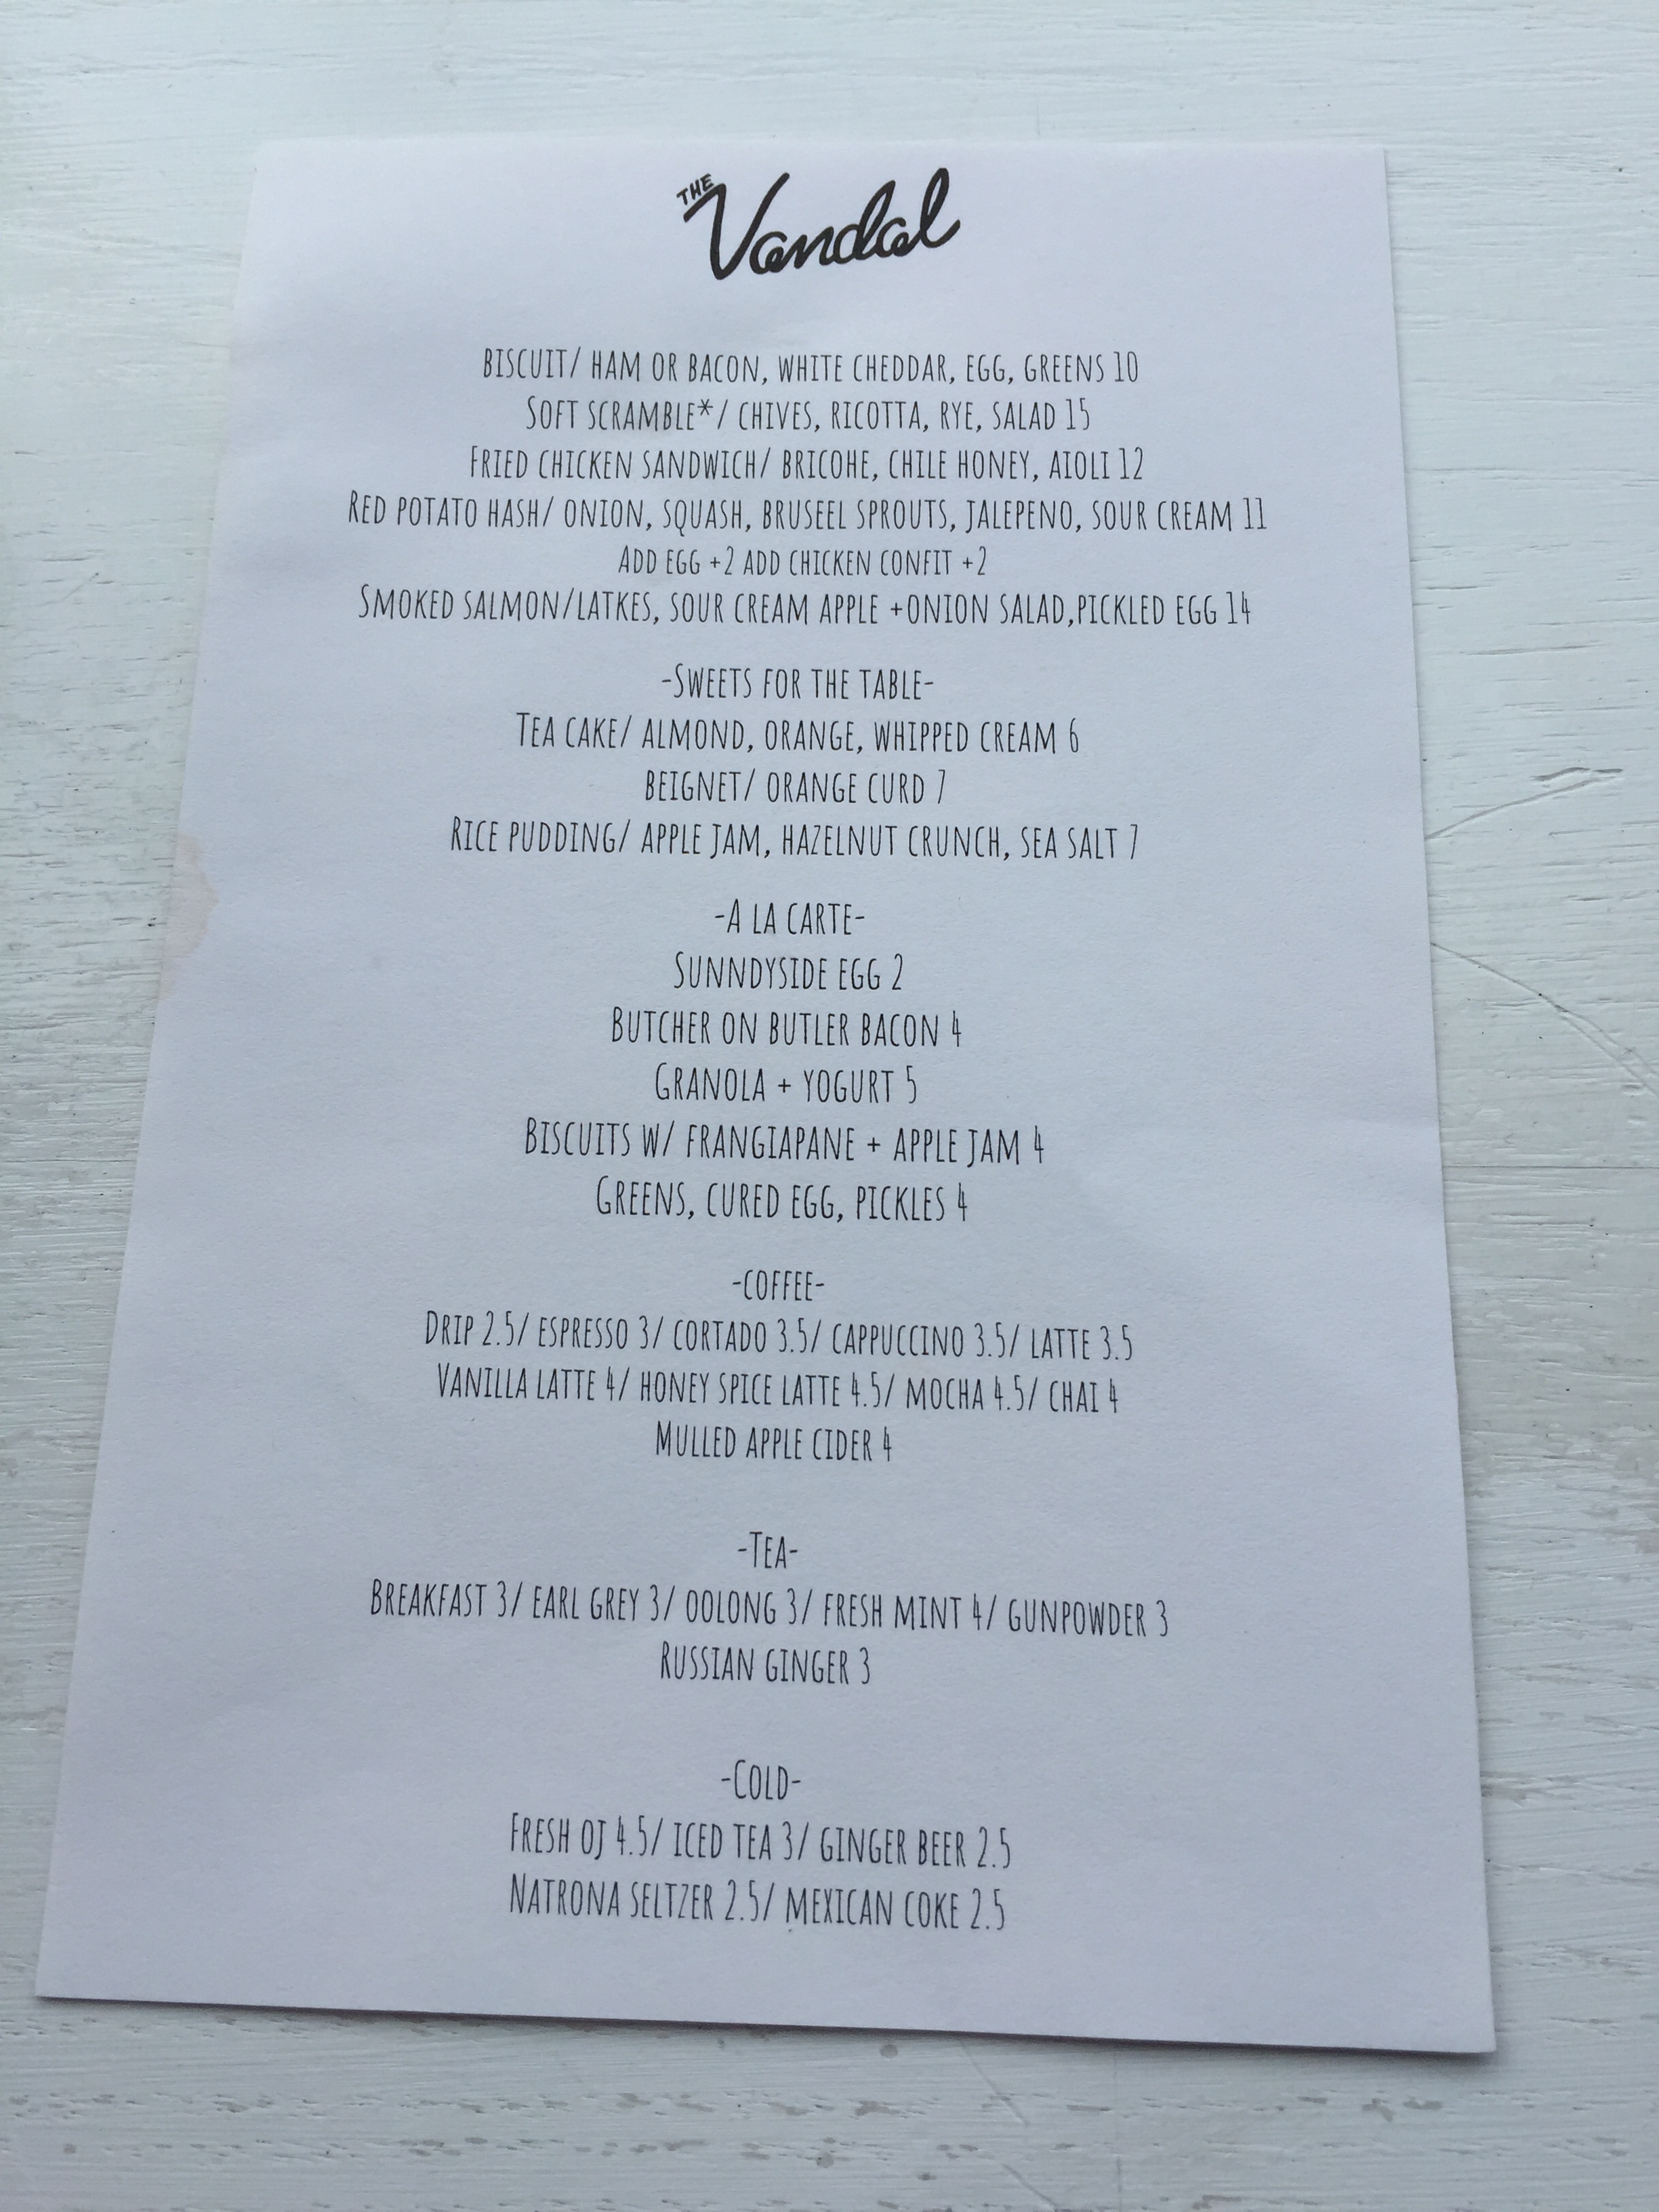 THE Vandal
BISCUIT/ HAM OR BACON, WHITE CHEDDAR, EGG, GREENS 10
SOFT SCRAMBLE*/ CHIVES, RICOTTA, RYE, SALAD 15
FRIED CHICKEN SANDWICH/ BRICOHE, CHILE HONEY, AIOLI 12
RED POTATO HASH/ ONION, SQUASH, BRUSEEL SPROUTS, JALEPENO, SOUR CREAM 11
ADD EGG +2 ADD CHICKEN CONFIT +2
SMOKED SALMON/LATKES, SOUR CREAM APPLE +ONION SALAD,PICKLED EGG 14
-SWEETS FOR THE TABLE-
TEA CAKE/ ALMOND, ORANGE, WHIPPED CREAM 6
BEIGNET/ ORANGE CURD 7
RICE PUDDING/ APPLE JAM, HAZELNUT CRUNCH, SEA SALT 7
-A LA CARTE-
SUNNDYSIDE EGG 2
BUTCHER ON BUTLER BACON 4
GRANOLA + YOGURT 5
BISCUITS W/ FRANGIAPANE + APPLE JAM 4
GREENS, CURED EGG, PICKLES 4
-COFFEE-
DRIP 2.5/ ESPRESSO 3/ CORTADO 3.5/ CAPPUCCINO 3.5/ LATTE 3.5
VANILLA LATTE 4/ HONEY SPICE LATTE 4.5/ MOCHA 4.5/ CHAI 4
MULLED APPLE CIDER 4
-TEA-
BREAKFAST 3/ EARL GREY 3/ OOLONG 3/ FRESH MINT 4/ GUNPOWDER 3
RUSSIAN GINGER 3
-COLD-
FRESH OJ 4.5/ ICED TEA 3/ GINGER BEER 2.5
NATRONA SELTZER 2.5/ MEXICAN COKE 2.5